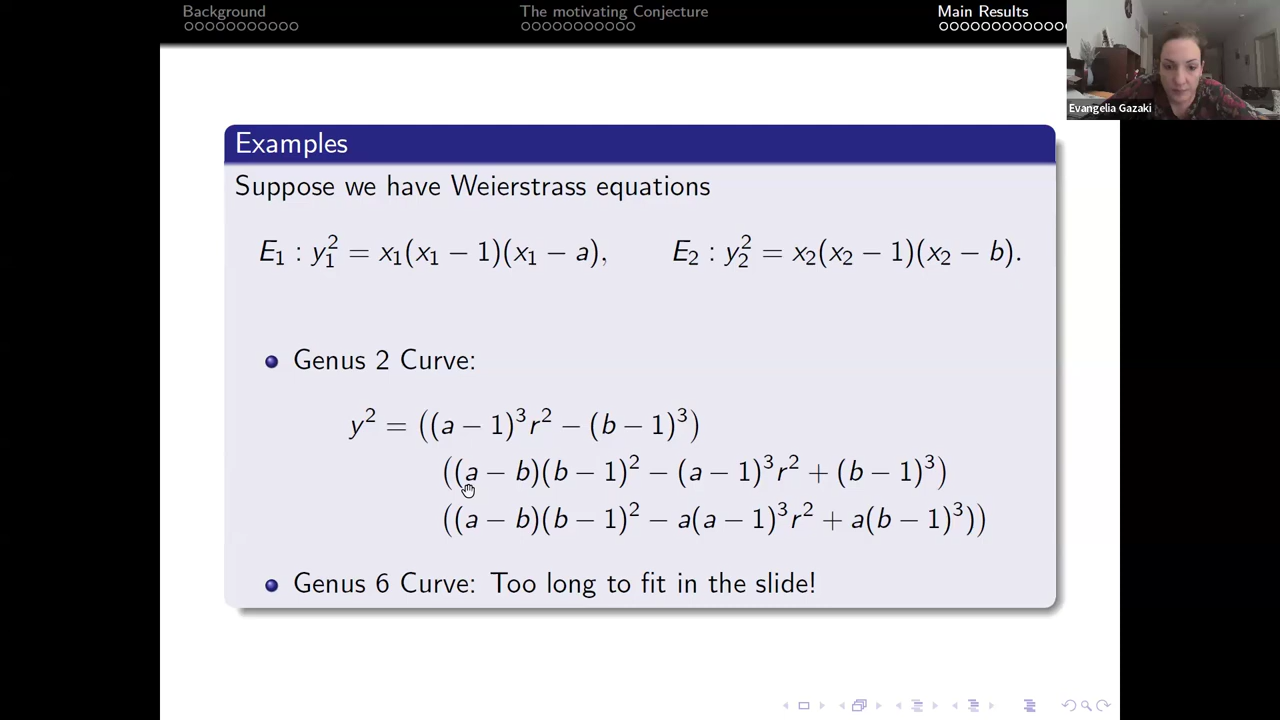 Background The motivating Conjecture Main Results
Evangelia Gazaki
Examples
Suppose we have Weierstrass equations
E₁ : y₁² = x₁(x₁ − 1)(x₁ − a), E₂ : y₂² = x₂(x₂ − 1)(x₂ − b).
Genus 2 Curve:
y² = ((a − 1)³r² − (b − 1)³)
((a − b)(b − 1)² − (a − 1)³r² + (b − 1)³)
((a − b)(b − 1)² − a(a − 1)³r² + a(b − 1)³))
Genus 6 Curve: Too long to fit in the slide!